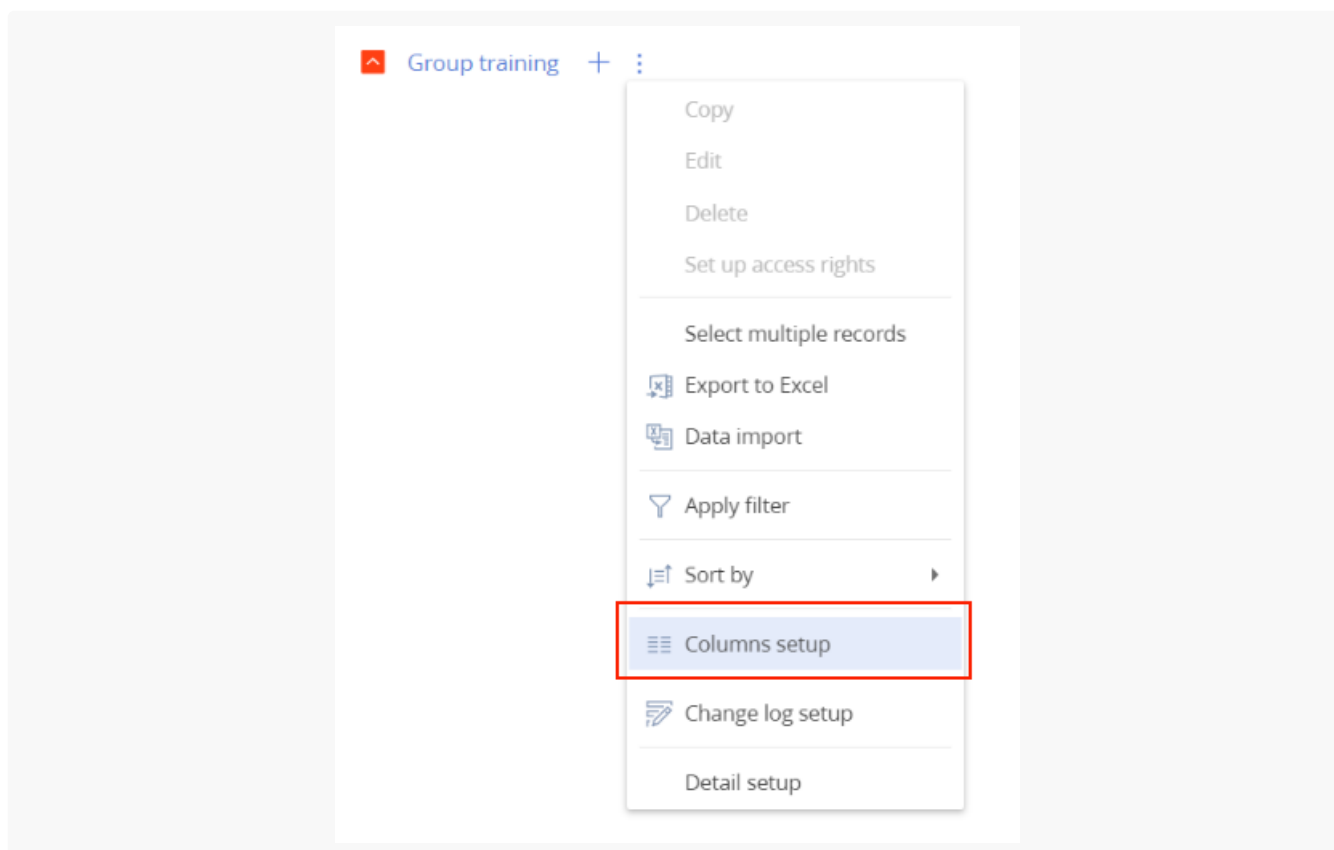 Group training
Copy
Edit
Delete
Set up access rights
Select multiple records
Export to Excel
Data import
Apply filter
Sort by
Columns setup
Change log setup
Detail setup